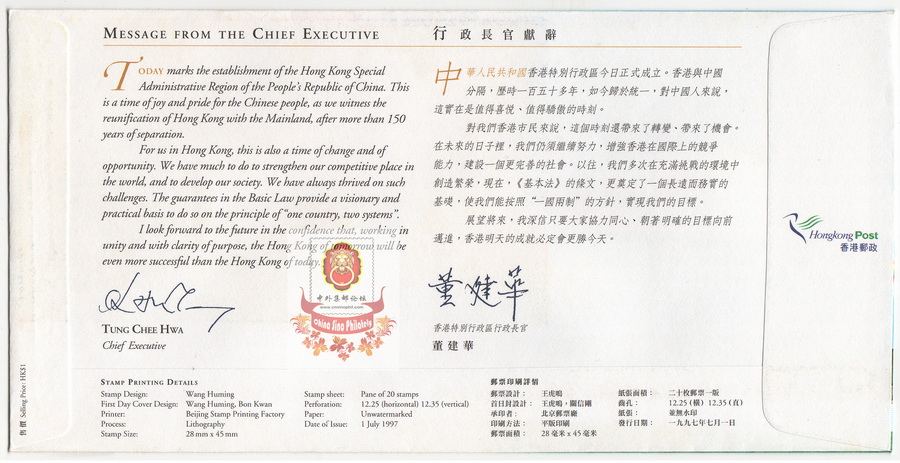 MESSAGE FROM THE CHIEF EXECUTIVE
TODAY marks the establishment of the Hong Kong Special
Administrative Region of the People's Republic of China. This
is a time of joy and pride for the Chinese people, as we witness the
reunification of Hong Kong with the Mainland, after more than 150
years of separation.
For us in Hong Kong, this is also a time of change and of
opportunity. We have much to do to strengthen our competitive place in
the world, and to develop our society. We have always thrived on such
challenges. The guarantees in the Basic Law provide a visionary and
practical basis to do so on the principle of "one country, two systems".
I look forward to the future in the confidence that, working in
unity and with clarity of purpose, the Hong Kong of tomorrow will be
even more successful than the Hong Kong of today.
TUNG CHEE HWA
Chief Executive
行政長官獻辭
中華人民共和國香港特別行政區今日正式成立。香港與中國
分隔，歷時一百五十多年，如今歸於統一，對中國人來說，
這實在是值得喜悅、值得驕傲的時刻。
對我們香港市民來說，這個時刻還帶來了轉變、帶來了機會。
在未來的日子裡，我們仍須繼續努力，增強香港在國際上的競爭
能力，建設一個更完善的社會。以往，我們多次在充滿挑戰的環境中
創造繁榮，現在，《基本法》的條文，更奠定了一個長遠而務實的
基礎，使我們能按照“一國兩制”的方針，實現我們的目標。
展望將來，我深信只要大家協力同心、朝著明確的目標向前
邁進，香港明天的成就必定會更勝今天。
董建華
香港特別行政區行政長官
董建華
中外集邮论坛
www.chinesephil.com
China Sino Philately
Hongkong Post
香港郵政
售價 Selling Price: HK$1
STAMP PRINTING DETAILS
Stamp Design: Wang Huming
First Day Cover Design: Wang Huming, Bon Kwan
Printer: Beijing Stamp Printing Factory
Process: Lithography
Stamp Size: 28 mm x 45 mm
Stamp sheet: Pane of 20 stamps
Perforation: 12.25 (horizontal) 12.35 (vertical)
Paper: Unwatermarked
Date of Issue: 1 July 1997
郵票印刷詳情
郵票設計： 王虎鳴
首日封設計： 王虎鳴、關信剛
承印者： 北京郵票廠
印刷方法： 平版印刷
郵票面積： 28 毫米 x 45 毫米
紙張面積： 二十枚郵票一版
齒孔： 12.25 (橫) 12.35 (直)
紙張： 並無水印
發行日期： 一九九七年七月一日